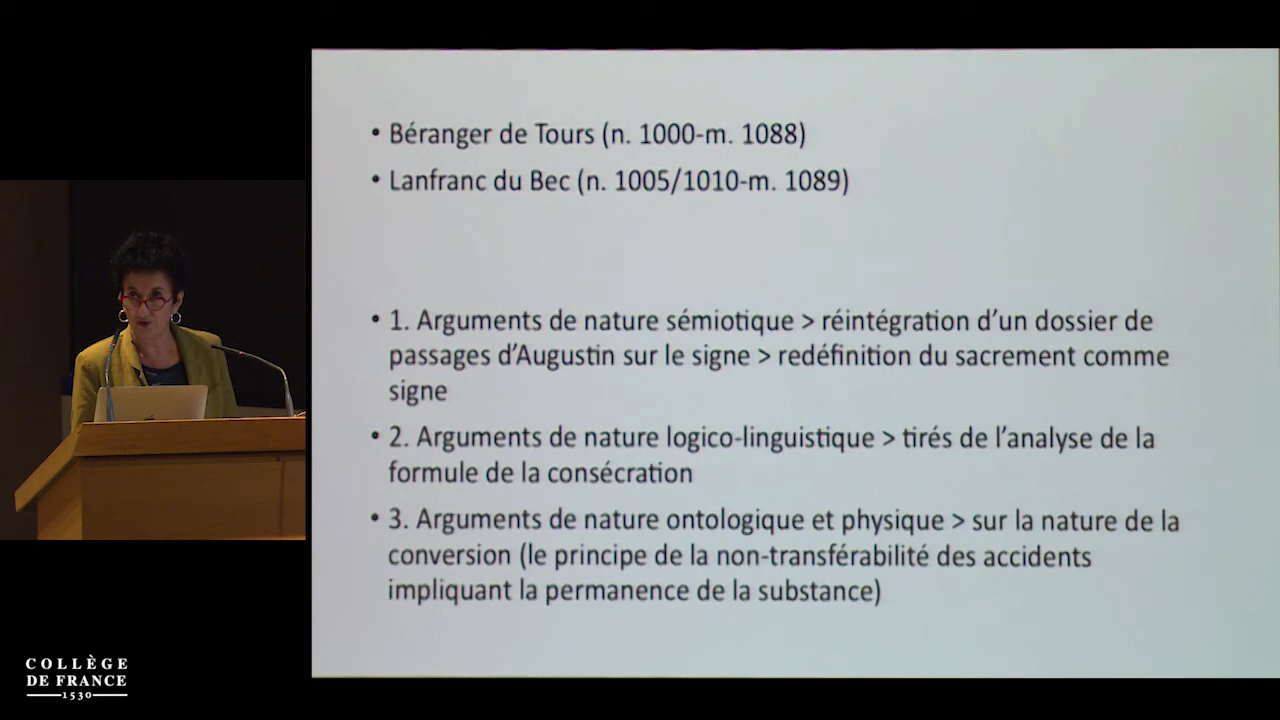 • Béranger de Tours (n. 1000-m. 1088)
• Lanfranc du Bec (n. 1005/1010-m. 1089)
• 1. Arguments de nature sémiotique > réintégration d’un dossier de
passages d’Augustin sur le signe > redéfinition du sacrement comme
signe
• 2. Arguments de nature logico-linguistique > tirés de l’analyse de la
formule de la consécration
• 3. Arguments de nature ontologique et physique > sur la nature de la
conversion (le principe de la non-transférabilité des accidents
impliquant la permanence de la substance)
COLLÈGE
DE FRANCE
1530